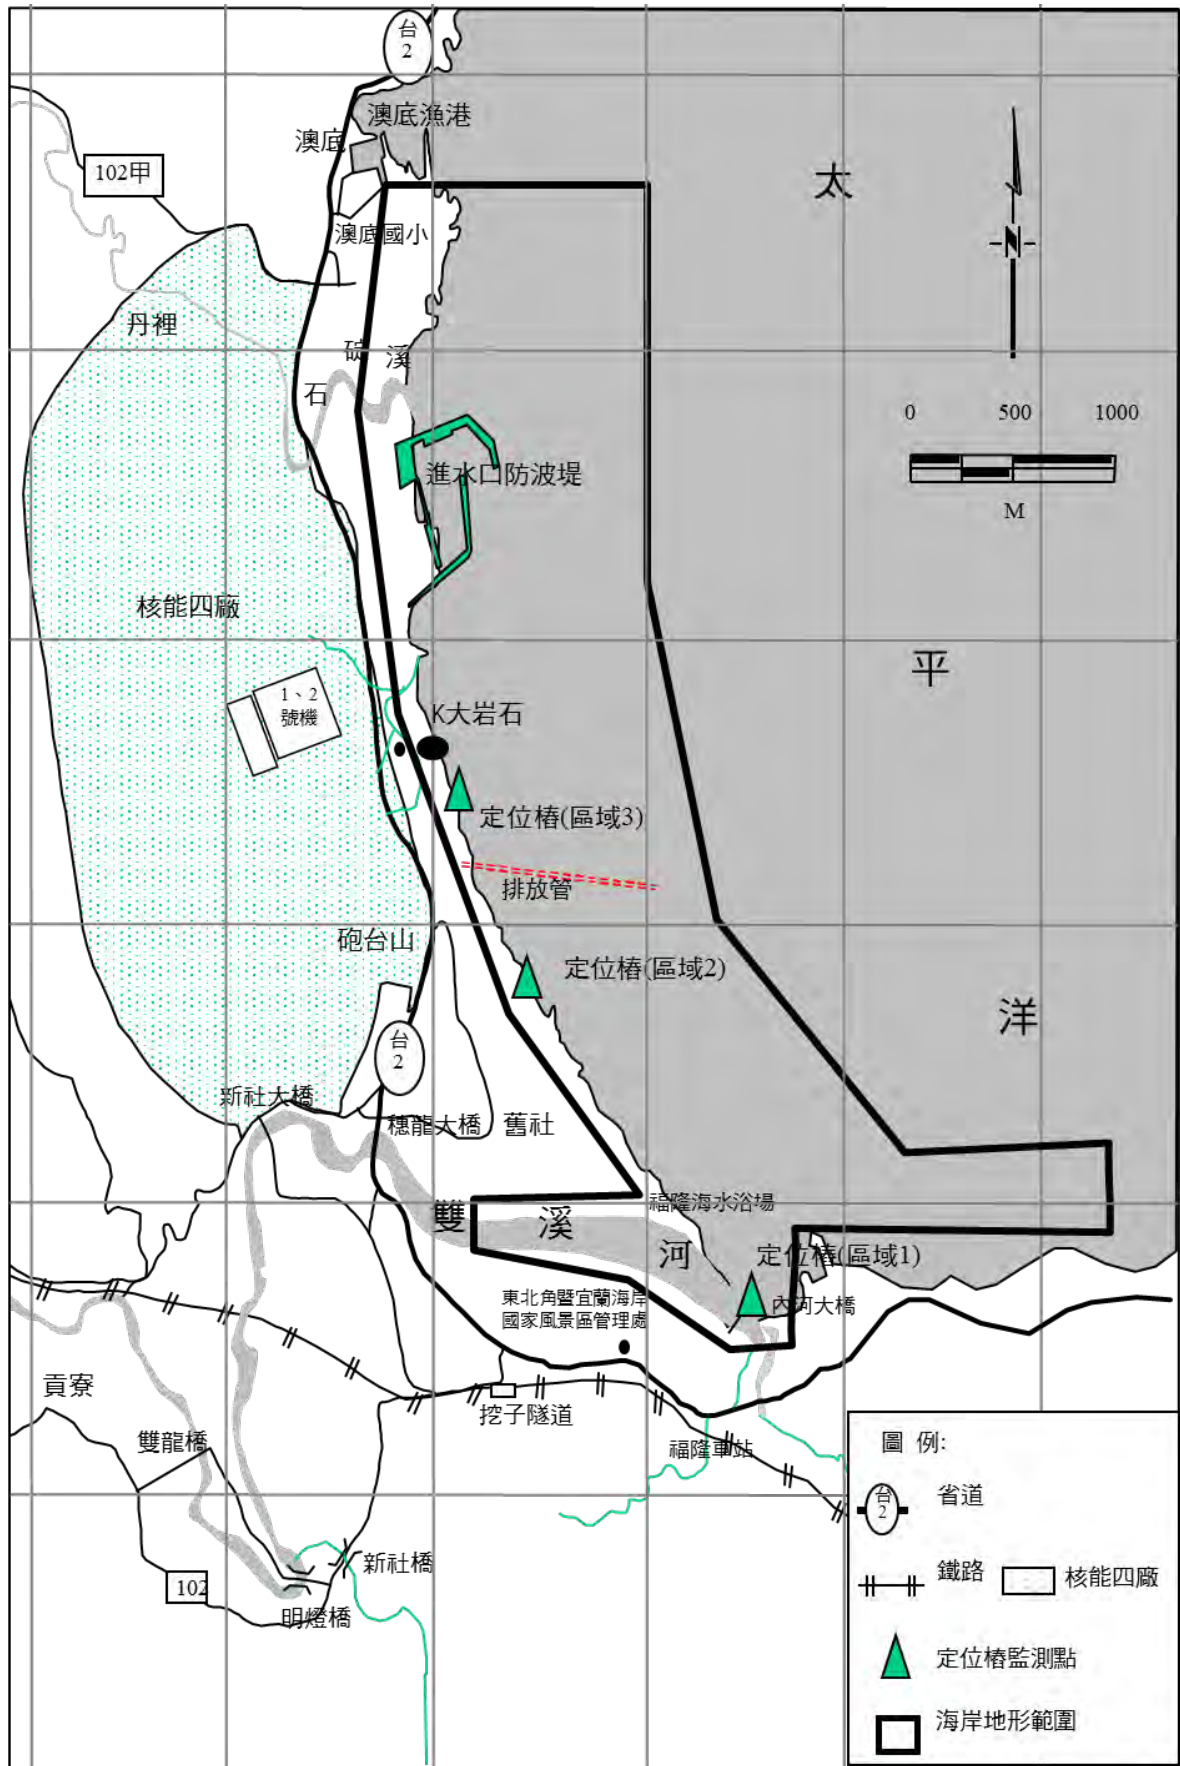 台
2
澳底漁港
澳底
102甲
太
澳底國小
N
丹裡
碇
溪
石
0 500 1000
進水口防波堤
M
核能四廠
平
1、2
號機
K大岩石
定位樁(區域3)
排放管
砲台山
定位樁(區域2)
洋
台
2
新社大橋
穗龍大橋
舊社
福隆海水浴場
雙
溪
河
定位樁(區域1)
東北角暨宜蘭海岸
國家風景區管理處
內河大橋
貢寮
挖子隧道
雙龍橋
福隆車站
新社橋
102
明燈橋
圖 例:
台
2
省道
鐵路
核能四廠
定位樁監測點
海岸地形範圍